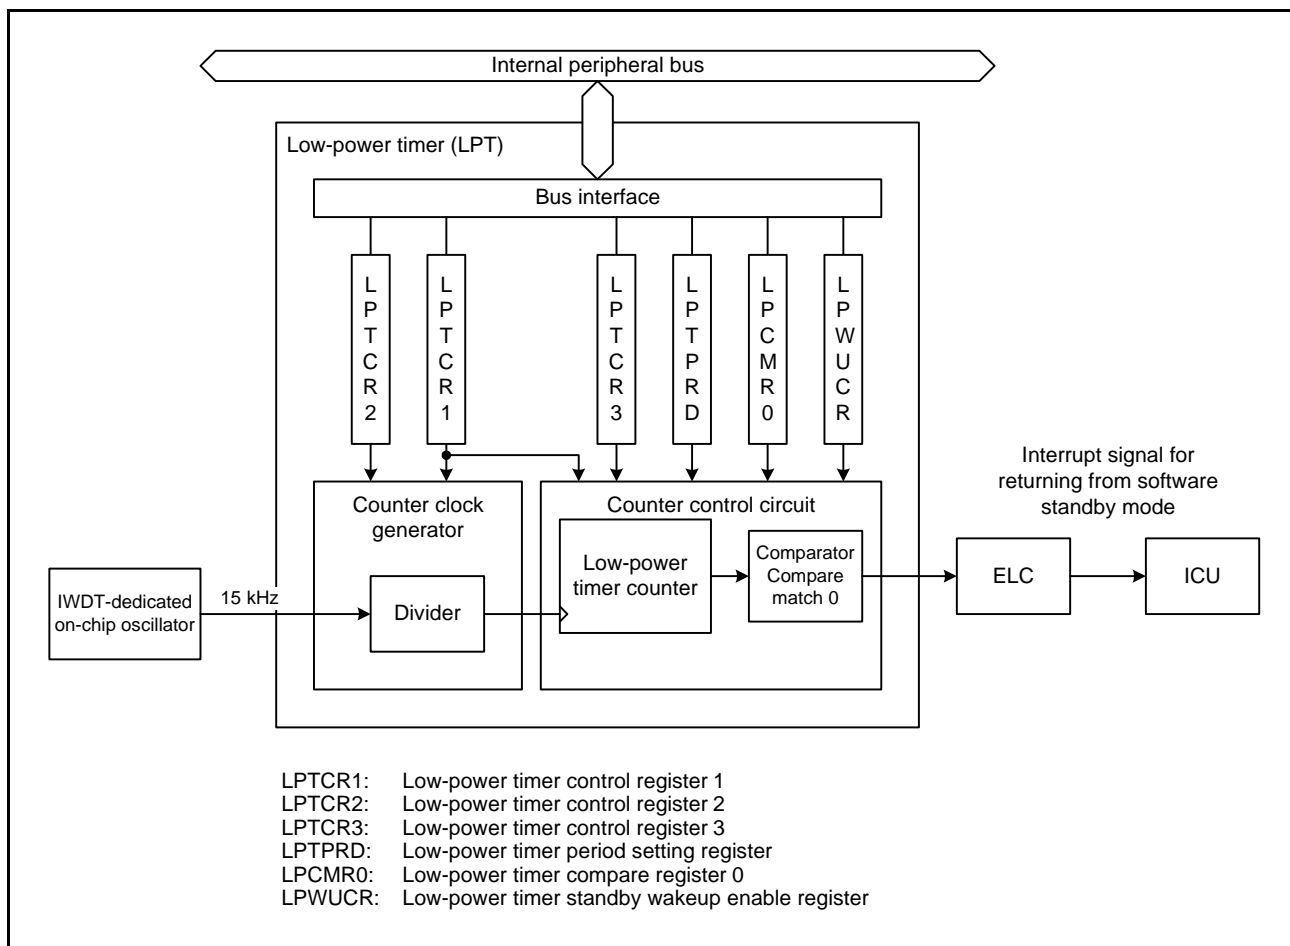 Internal peripheral bus
Low-power timer (LPT)
Bus interface
LPTCR2
LPTCR1
LPTCR3
LPTPRD
LPCMR0
LPWUCR
Interrupt signal for
returning from software
standby mode
Counter clock
generator
Counter control circuit
IWDT-dedicated
on-chip oscillator
15 kHz
Divider
Low-power
timer counter
Comparator
Compare
match 0
ELC
ICU
LPTCR1: Low-power timer control register 1
LPTCR2: Low-power timer control register 2
LPTCR3: Low-power timer control register 3
LPTPRD: Low-power timer period setting register
LPCMR0: Low-power timer compare register 0
LPWUCR: Low-power timer standby wakeup enable register